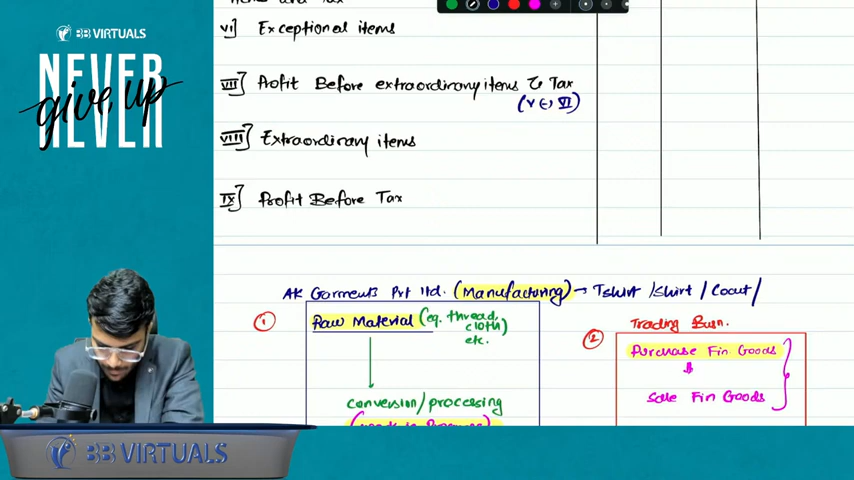 BB VIRTUALS
NEVER
give up
NEVER
VI] Exceptional items
VII] Profit Before extraordinary items & Tax
(V (-) VI)
VIII] Extraordinary items
IX] Profit Before Tax
AK Garments Pvt ltd. (Manufacturing) → Tshirt / Shirt / Coat /
① Raw Material (eg. thread, cloth) etc.
conversion/processing
② Trading Busn.
Purchase Fin Goods
Sale Fin Goods
BB VIRTUALS